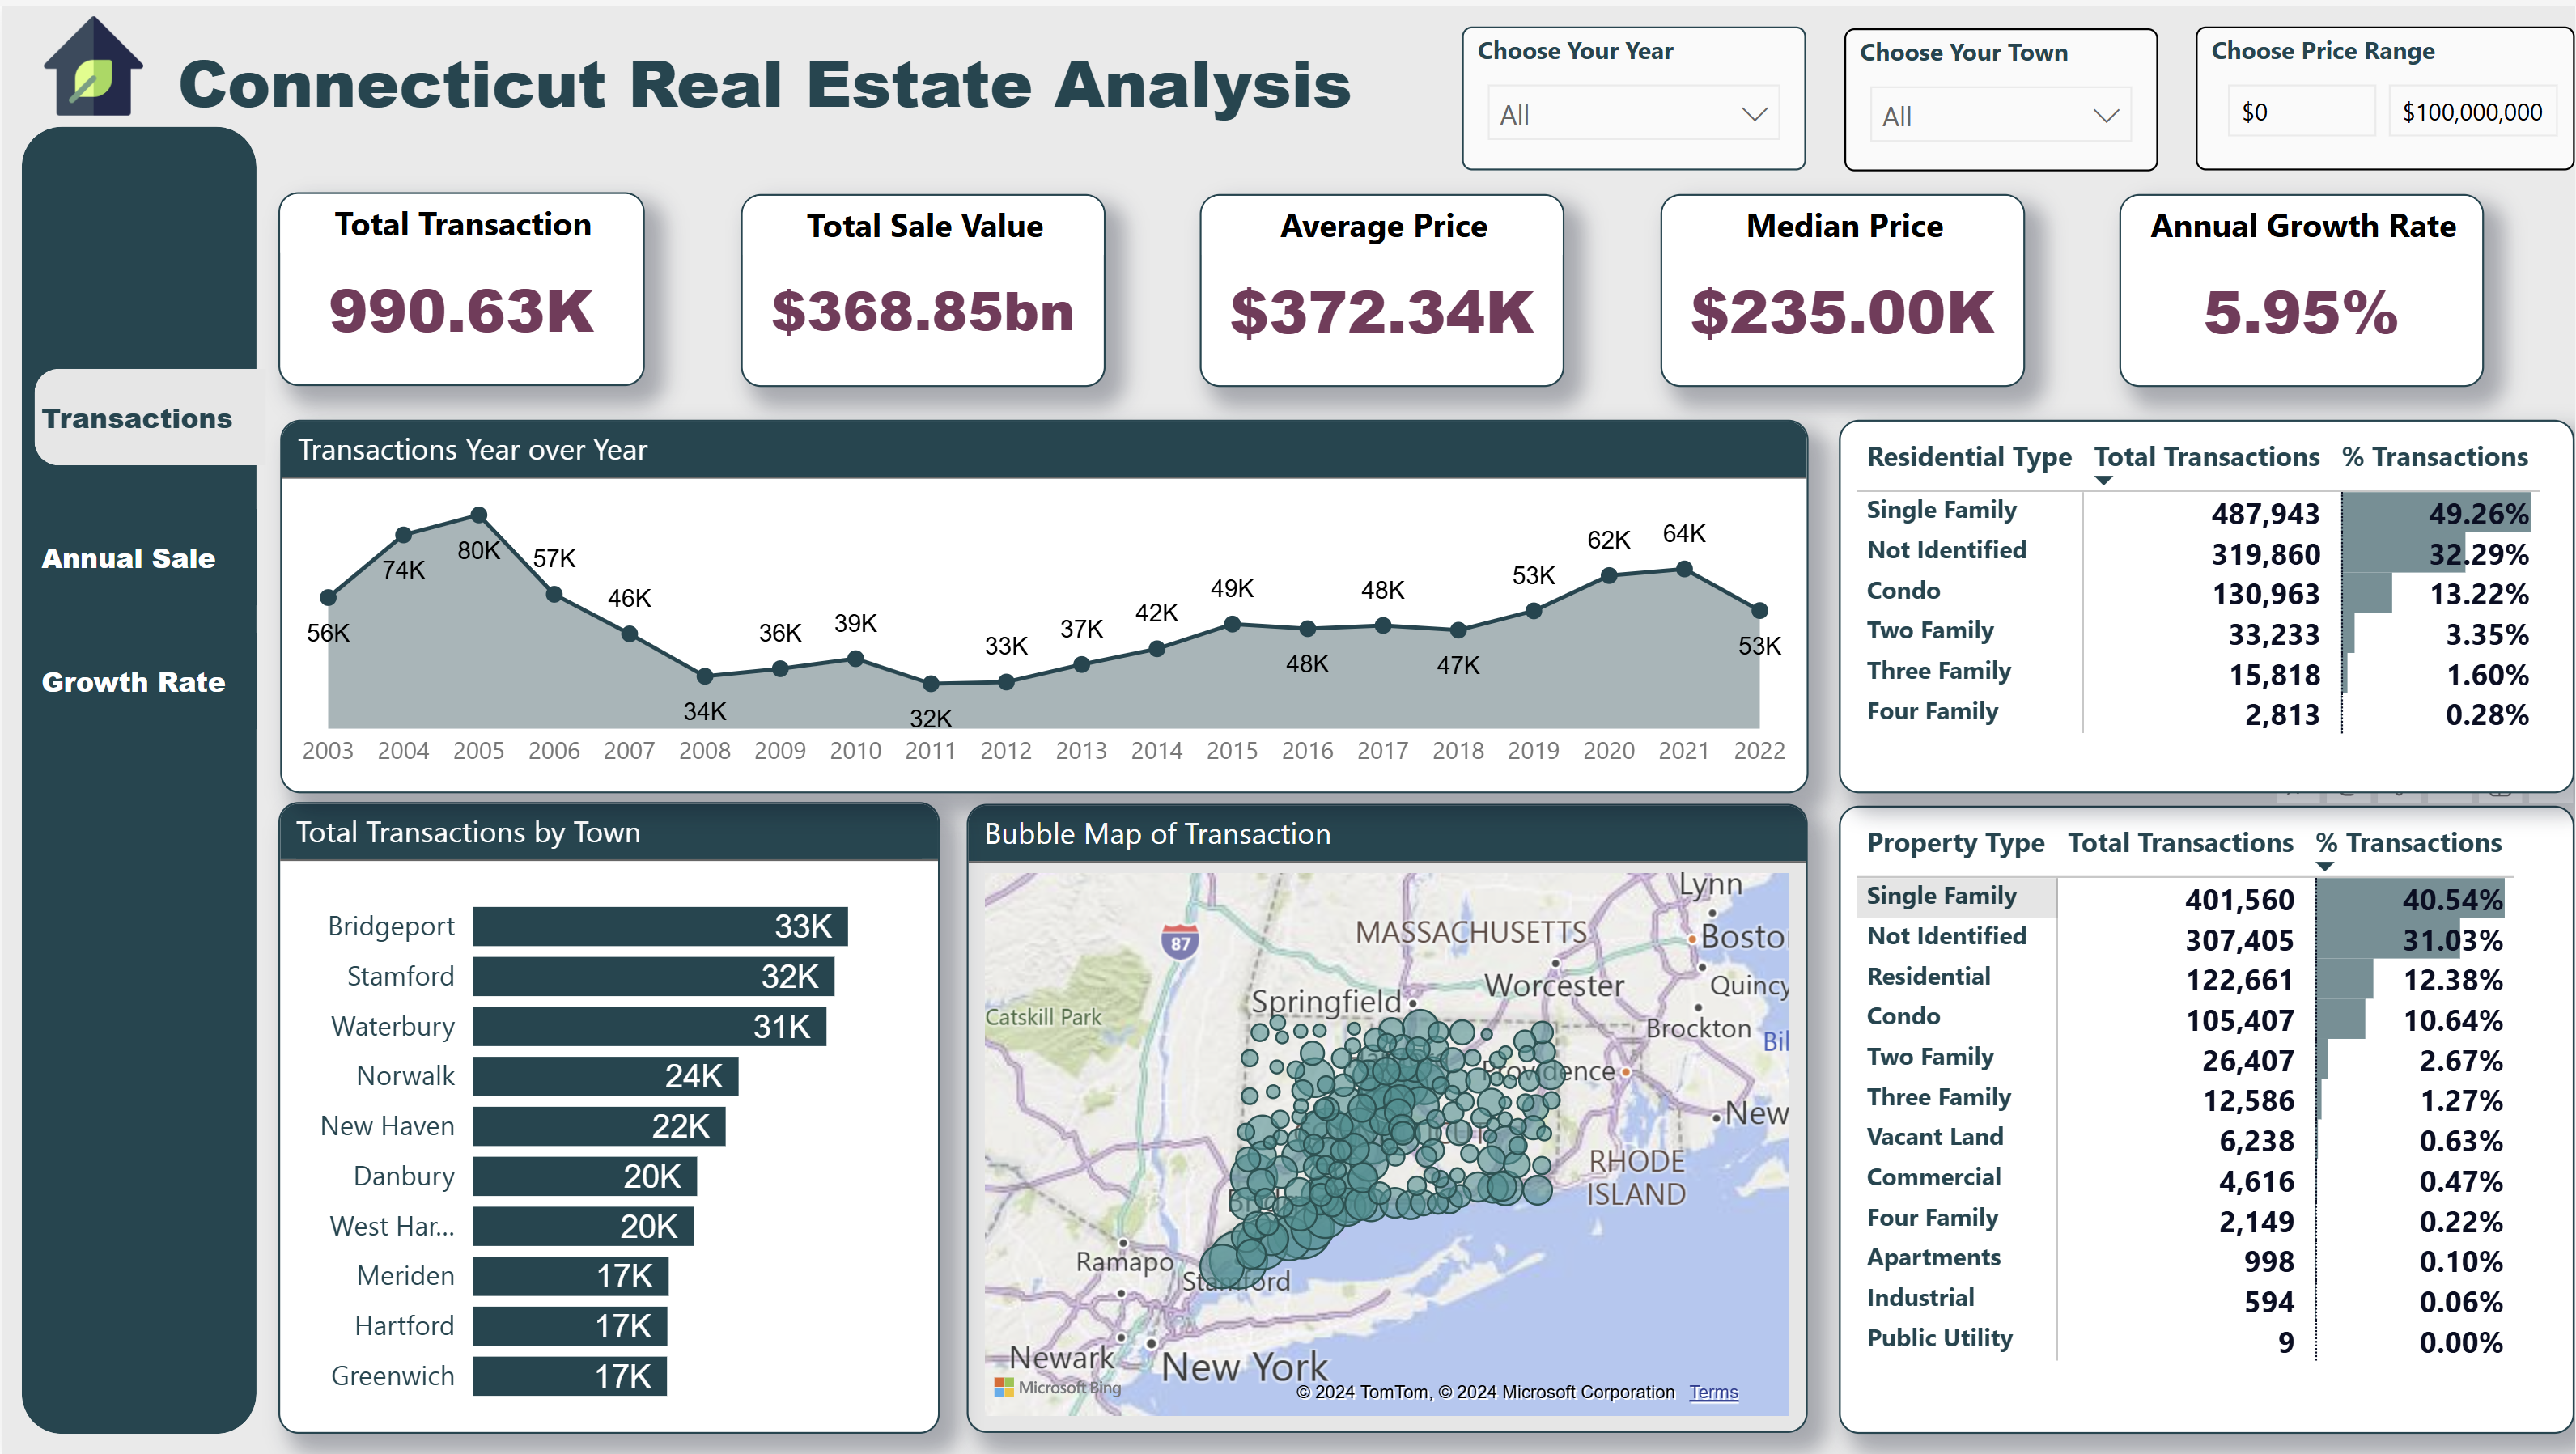 Connecticut Real Estate Analysis
Choose Your Year
All
Choose Your Town
All
Choose Price Range
$0 $100,000,000
Transactions
Annual Sale
Growth Rate
Total Transaction
990.63K
Total Sale Value
$368.85bn
Average Price
$372.34K
Median Price
$235.00K
Annual Growth Rate
5.95%
Transactions Year over Year
56K 74K 80K 57K 46K 34K 36K 39K 32K 33K 37K 42K 49K 48K 48K 47K 53K 62K 64K 53K
2003 2004 2005 2006 2007 2008 2009 2010 2011 2012 2013 2014 2015 2016 2017 2018 2019 2020 2021 2022
Residential Type Total Transactions % Transactions
Single Family 487,943 49.26%
Not Identified 319,860 32.29%
Condo 130,963 13.22%
Two Family 33,233 3.35%
Three Family 15,818 1.60%
Four Family 2,813 0.28%
Total Transactions by Town
Bridgeport 33K
Stamford 32K
Waterbury 31K
Norwalk 24K
New Haven 22K
Danbury 20K
West Har... 20K
Meriden 17K
Hartford 17K
Greenwich 17K
Bubble Map of Transaction
Lynn
MASSACHUSETTS
87
Bosto
Worcester
Quincy
Springfield
Catskill Park
Brockton
Bil
Providence
New
RHODE
ISLAND
Ramapo
Stamford
Newark
New York
Microsoft Bing
© 2024 TomTom, © 2024 Microsoft Corporation Terms
Property Type Total Transactions % Transactions
Single Family 401,560 40.54%
Not Identified 307,405 31.03%
Residential 122,661 12.38%
Condo 105,407 10.64%
Two Family 26,407 2.67%
Three Family 12,586 1.27%
Vacant Land 6,238 0.63%
Commercial 4,616 0.47%
Four Family 2,149 0.22%
Apartments 998 0.10%
Industrial 594 0.06%
Public Utility 9 0.00%